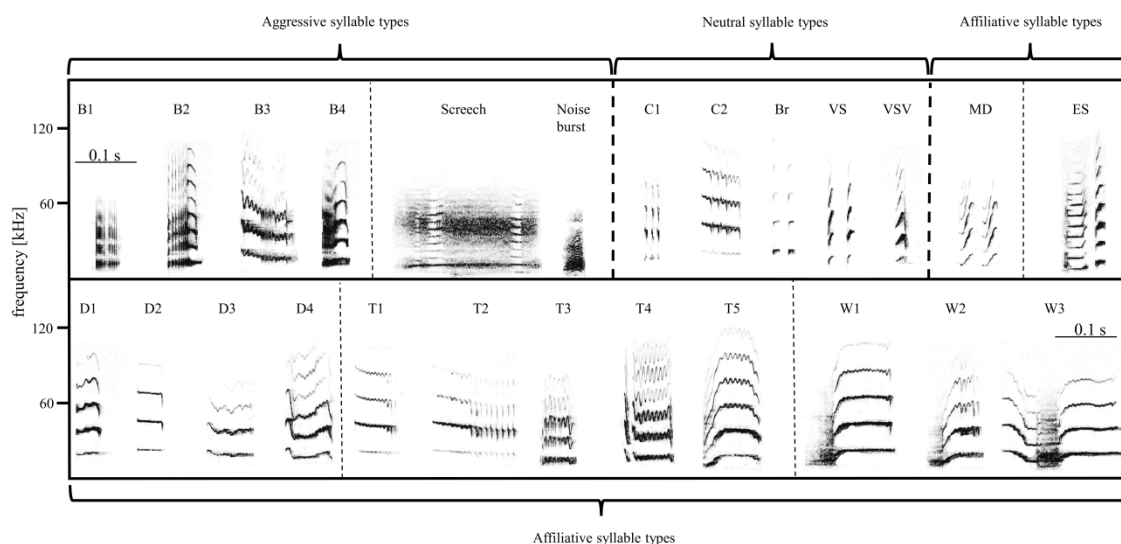 Aggressive syllable types Neutral syllable types Affiliative syllable types
B1 B2 B3 B4 Screech Noise C1 C2 Br VS VSV MD ES
burst
120
0.1 s
60
frequency [kHz]
D1 D2 D3 D4 T1 T2 T3 T4 T5 W1 W2 W3
120
0.1 s
60
Affiliative syllable types